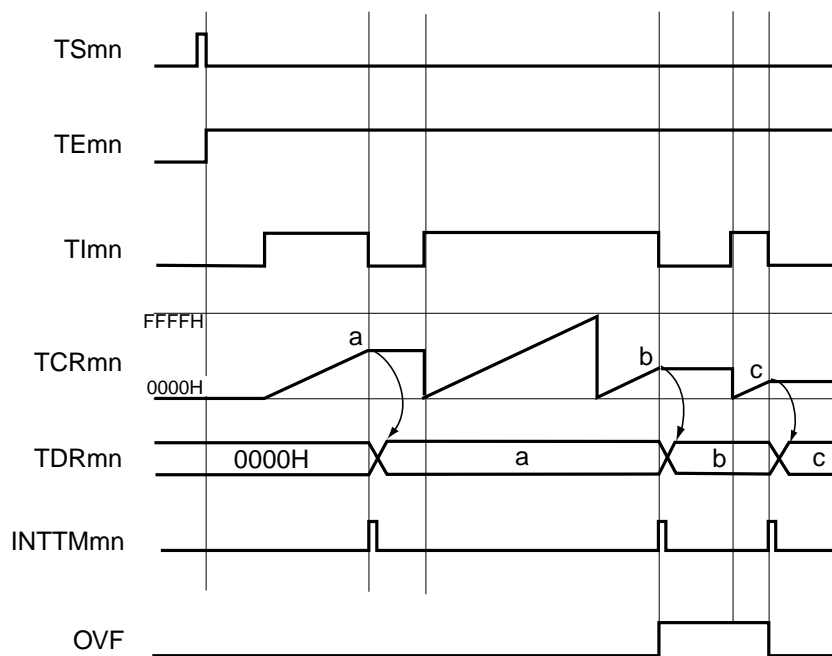 TSmn
TEmn
TImn
FFFFH
TCRmn
a
b
c
0000H
TDRmn
0000H
a
b
c
INTTMmn
OVF